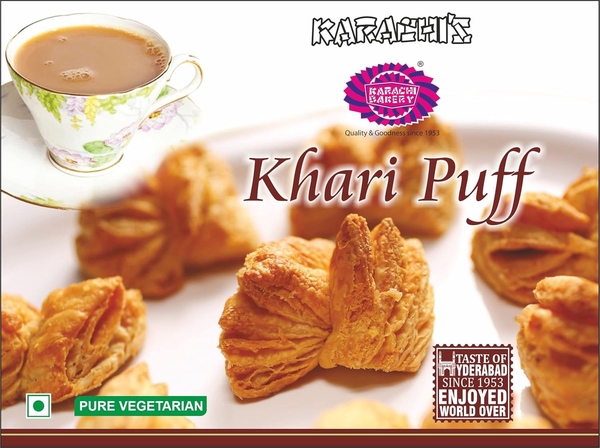 KARACHI'S
®
KARACHI
BAKERY
Quality & Goodness since 1953
Khari Puff
TASTE OF
HYDERABAD
SINCE 1953
ENJOYED
WORLD OVER
PURE VEGETARIAN